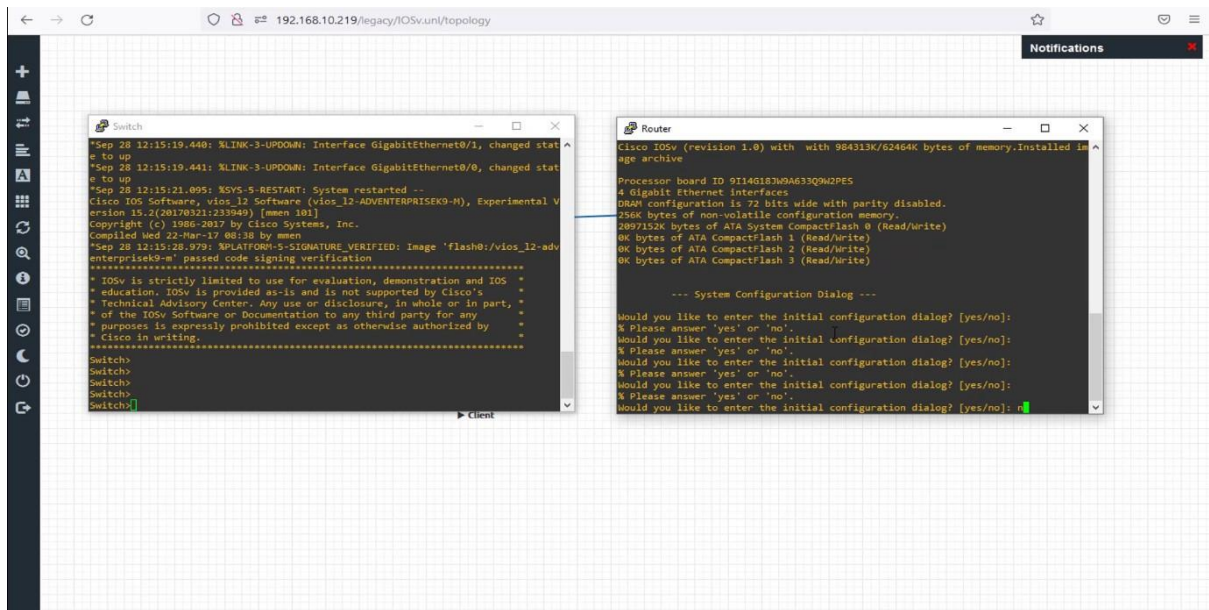 192.168.10.219/legacy/IOSv.unl/topology
Notifications
Switch
*Sep 28 12:15:19.440: %LINK-3-UPDOWN: Interface GigabitEthernet0/1, changed stat
e to up
*Sep 28 12:15:19.441: %LINK-3-UPDOWN: Interface GigabitEthernet0/0, changed stat
e to up
*Sep 28 12:15:21.095: %SYS-5-RESTART: System restarted --
Cisco IOS Software, vios_l2 Software (vios_l2-ADVENTERPRISEK9-M), Experimental V
ersion 15.2(20170321:233949) [mmen 101]
Copyright (c) 1986-2017 by Cisco Systems, Inc.
Compiled Wed 22-Mar-17 08:38 by mmen
*Sep 28 12:15:28.979: %PLATFORM-5-SIGNATURE_VERIFIED: Image 'flash0:/vios_l2-adv
enterprisek9-m' passed code signing verification
**************************************************************************
* IOSv is strictly limited to use for evaluation, demonstration and IOS *
* education. IOSv is provided as-is and is not supported by Cisco's *
* Technical Advisory Center. Any use or disclosure, in whole or in part, *
* of the IOSv Software or Documentation to any third party for any *
* purposes is expressly prohibited except as otherwise authorized by *
* Cisco in writing. *
**************************************************************************
Switch>
Switch>
Switch>
Switch>
Switch>
Router
Cisco IOSv (revision 1.0) with with 984313K/62464K bytes of memory.Installed im
age archive
Processor board ID 9I14G18JW9A633Q9W2PES
4 Gigabit Ethernet interfaces
DRAM configuration is 72 bits wide with parity disabled.
256K bytes of non-volatile configuration memory.
2097152K bytes of ATA System CompactFlash 0 (Read/Write)
0K bytes of ATA CompactFlash 1 (Read/Write)
0K bytes of ATA CompactFlash 2 (Read/Write)
0K bytes of ATA CompactFlash 3 (Read/Write)
--- System Configuration Dialog ---
Would you like to enter the initial configuration dialog? [yes/no]:
% Please answer 'yes' or 'no'.
Would you like to enter the initial configuration dialog? [yes/no]:
% Please answer 'yes' or 'no'.
Would you like to enter the initial configuration dialog? [yes/no]:
% Please answer 'yes' or 'no'.
Would you like to enter the initial configuration dialog? [yes/no]:
% Please answer 'yes' or 'no'.
Would you like to enter the initial configuration dialog? [yes/no]: n
Client